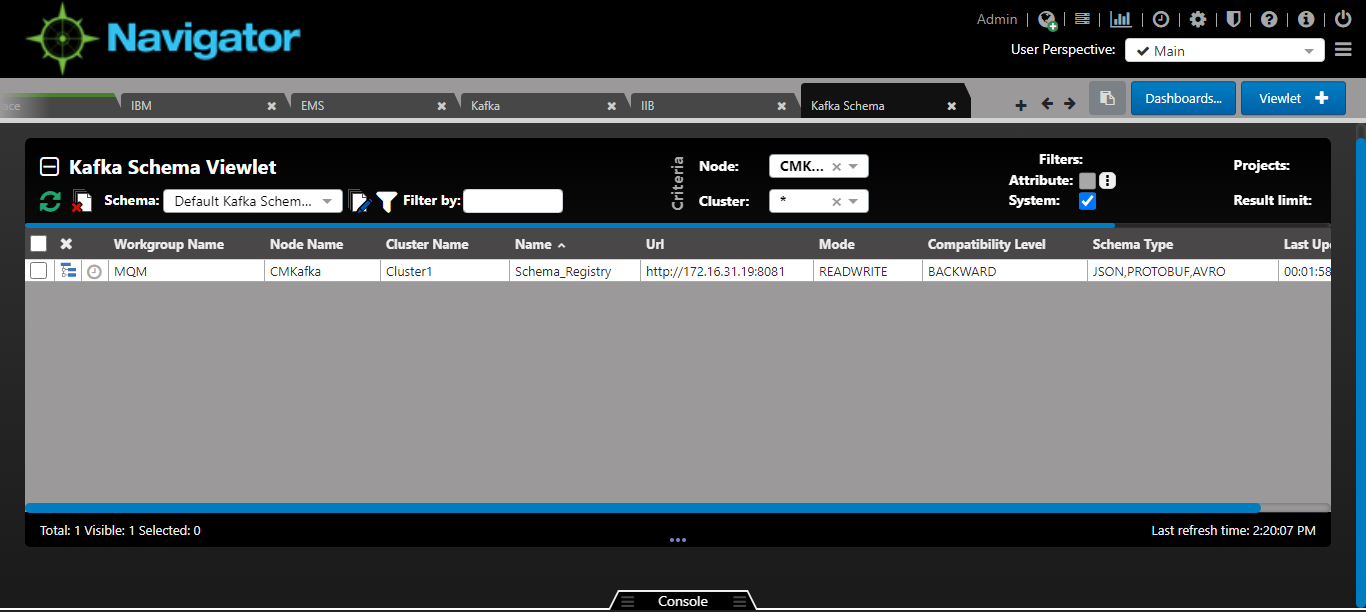 Navigator
Admin
User Perspective: Main
ace
IBM
EMS
Kafka
IIB
Kafka Schema
Dashboards...
Viewlet
Kafka Schema Viewlet
Schema: Default Kafka Schem...
Filter by:
Criteria
Node: CMK...
Cluster: *
Filters:
Attribute:
System:
Projects:
Result limit:
Workgroup Name Node Name Cluster Name Name Url Mode Compatibility Level Schema Type Last Upd
MQM CMKafka Cluster1 Schema_Registry http://172.16.31.19:8081 READWRITE BACKWARD JSON,PROTOBUF,AVRO 00:01:58
Total: 1 Visible: 1 Selected: 0
Last refresh time: 2:20:07 PM
Console